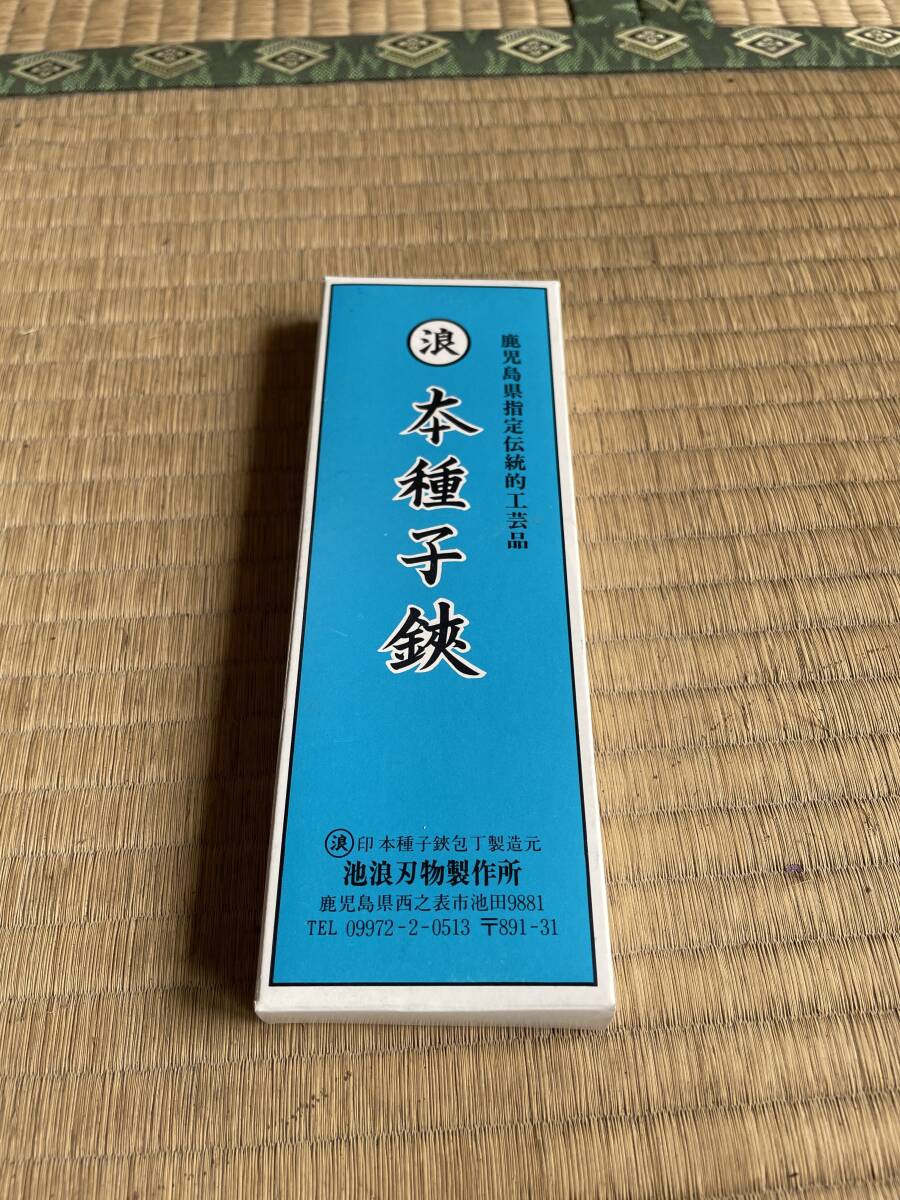 鹿児島県指定伝統的工芸品
浪
本種子鋏
浪印 本種子鋏包丁製造元
池浪刃物製作所
鹿児島県西之表市池田9881
TEL 09972-2-0513 〒891-31